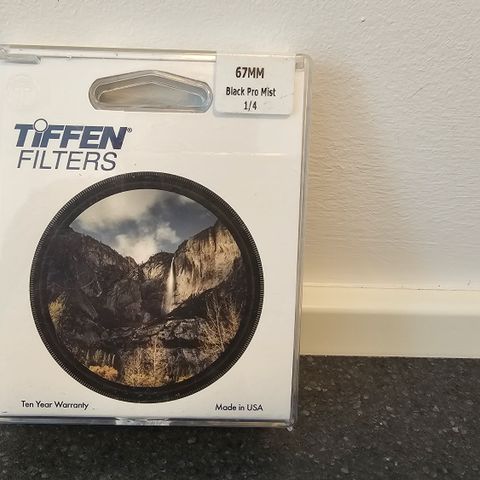 67MM
Black Pro Mist
1/4
TiFFEN®
FILTERS
Ten Year Warranty
Made in USA